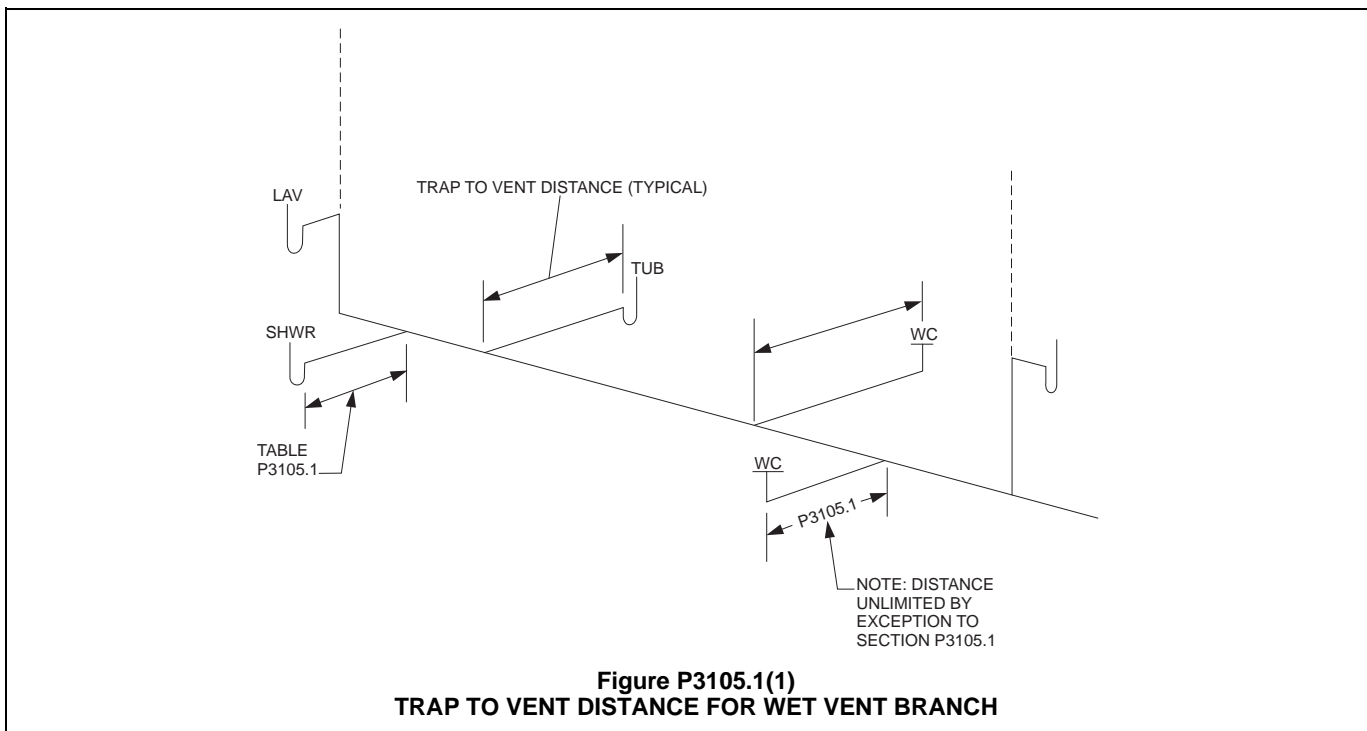 LAV
TRAP TO VENT DISTANCE (TYPICAL)
TUB
SHWR
WC
TABLE
P3105.1
WC
P3105.1
NOTE: DISTANCE
UNLIMITED BY
EXCEPTION TO
SECTION P3105.1
Figure P3105.1(1)
TRAP TO VENT DISTANCE FOR WET VENT BRANCH